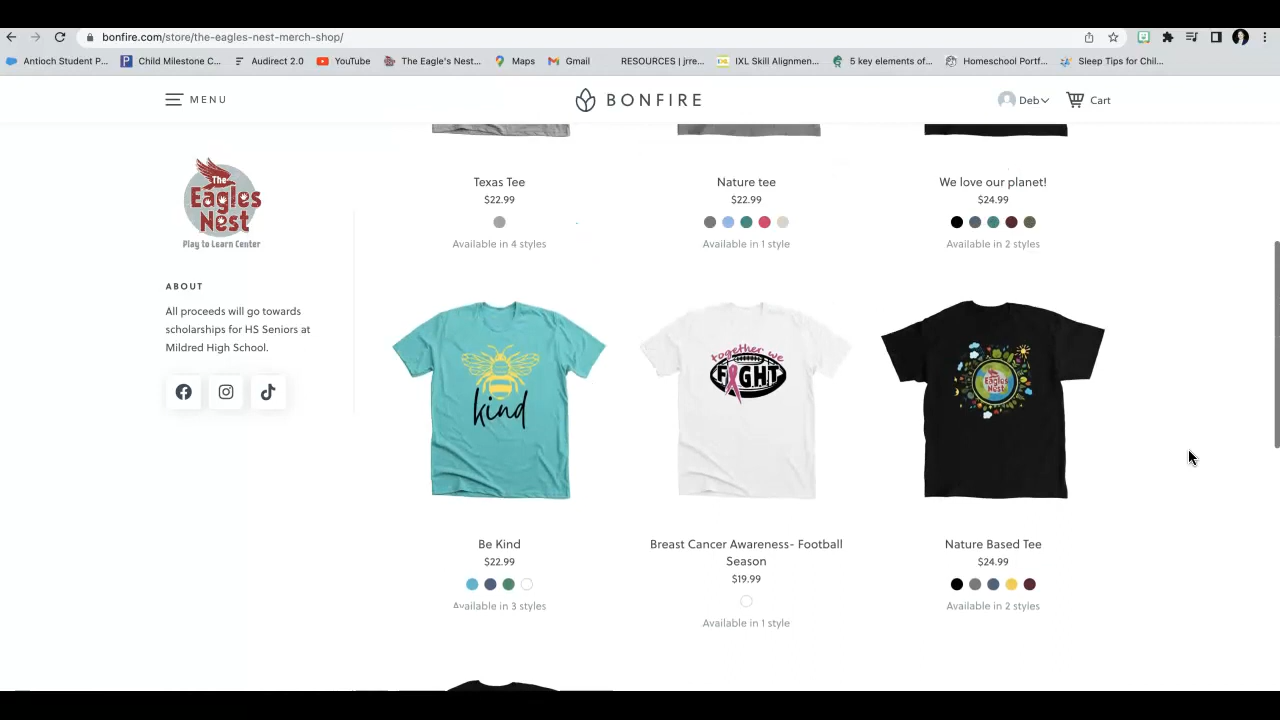 bonfire.com/store/the-eagles-nest-merch-shop/
Antioch Student P...
Child Milestone C...
Audirect 2.0
YouTube
The Eagle's Nest...
Maps
Gmail
RESOURCES | jrre...
IXL Skill Alignmen...
5 key elements of...
Homeschool Portf...
Sleep Tips for Chil...
MENU
BONFIRE
Deb
Cart
The
Eagles
Nest
Play to Learn Center
ABOUT
All proceeds will go towards
scholarships for HS Seniors at
Mildred High School.
Texas Tee
$22.99
Available in 4 styles
Nature tee
$22.99
Available in 1 style
We love our planet!
$24.99
Available in 2 styles
kind
together we
FIGHT
Eagles
Nest
Be Kind
$22.99
Available in 3 styles
Breast Cancer Awareness- Football
Season
$19.99
Available in 1 style
Nature Based Tee
$24.99
Available in 2 styles